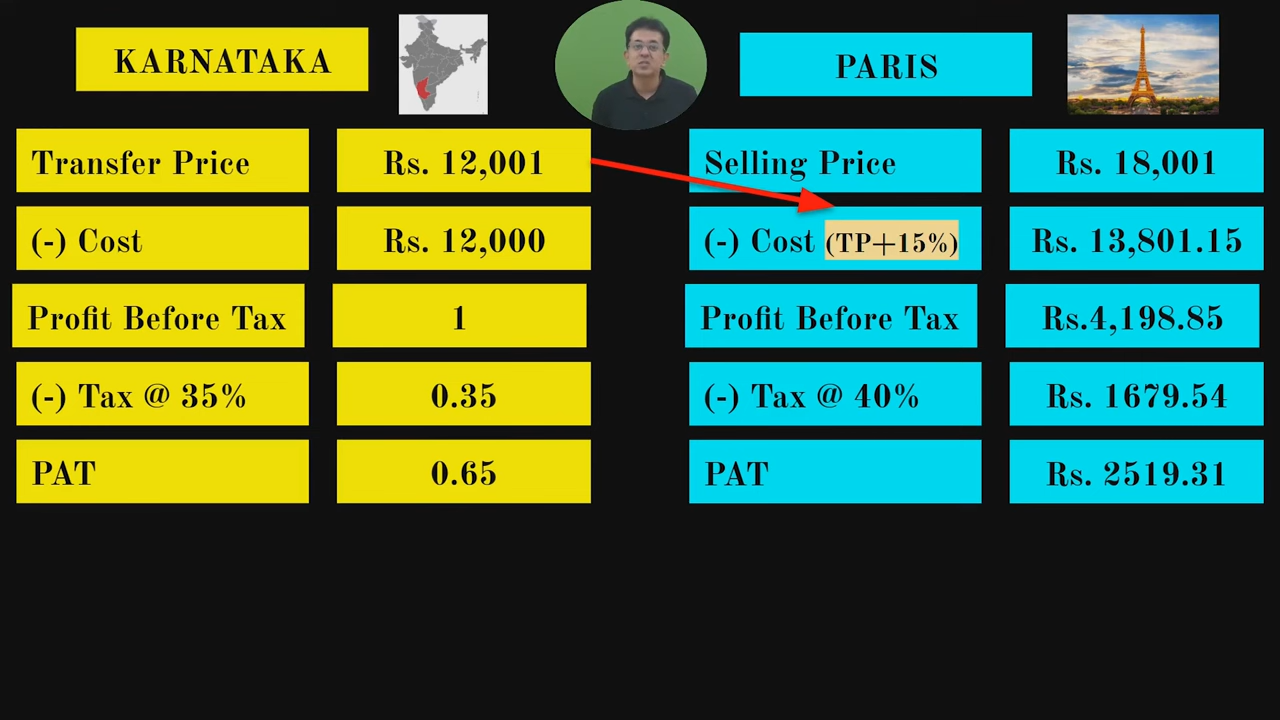 KARNATAKA
PARIS
Transfer Price Rs. 12,001
(-) Cost Rs. 12,000
Profit Before Tax 1
(-) Tax @ 35% 0.35
PAT 0.65
Selling Price Rs. 18,001
(-) Cost (TP+15%) Rs. 13,801.15
Profit Before Tax Rs.4,198.85
(-) Tax @ 40% Rs. 1679.54
PAT Rs. 2519.31